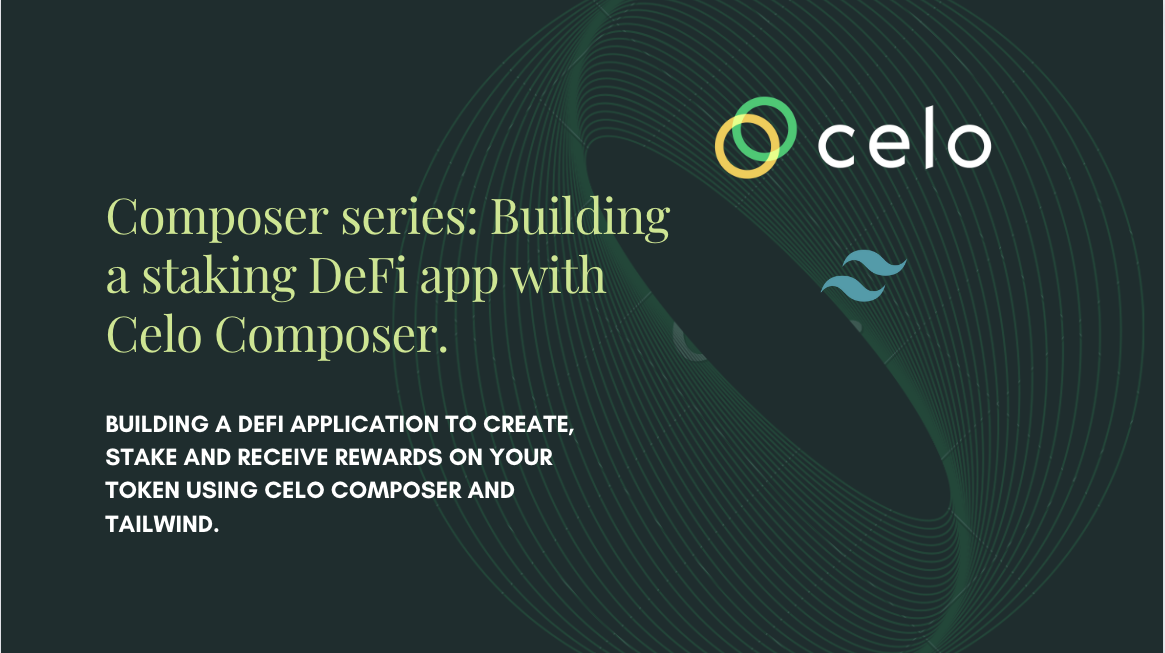 celo
Composer series: Building
a staking DeFi app with
Celo Composer.
BUILDING A DEFI APPLICATION TO CREATE,
STAKE AND RECEIVE REWARDS ON YOUR
TOKEN USING CELO COMPOSER AND
TAILWIND.